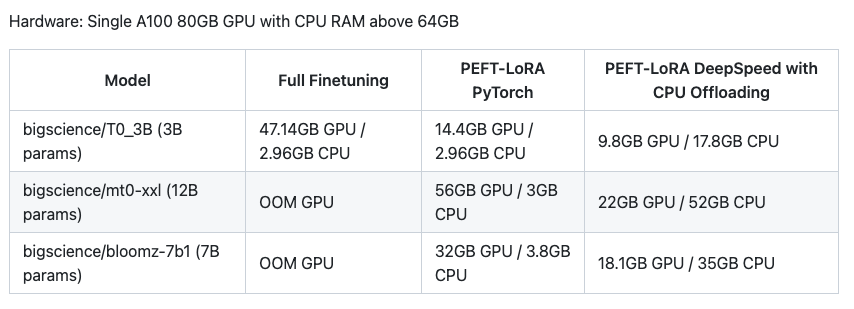 Hardware: Single A100 80GB GPU with CPU RAM above 64GB
Model
Full Finetuning
PEFT-LoRA
PyTorch
PEFT-LoRA DeepSpeed with
CPU Offloading
bigscience/T0_3B (3B
params)
47.14GB GPU /
2.96GB CPU
14.4GB GPU /
2.96GB CPU
9.8GB GPU / 17.8GB CPU
bigscience/mt0-xxl (12B
params)
OOM GPU
56GB GPU / 3GB
CPU
22GB GPU / 52GB CPU
bigscience/bloomz-7b1 (7B
params)
OOM GPU
32GB GPU / 3.8GB
CPU
18.1GB GPU / 35GB CPU